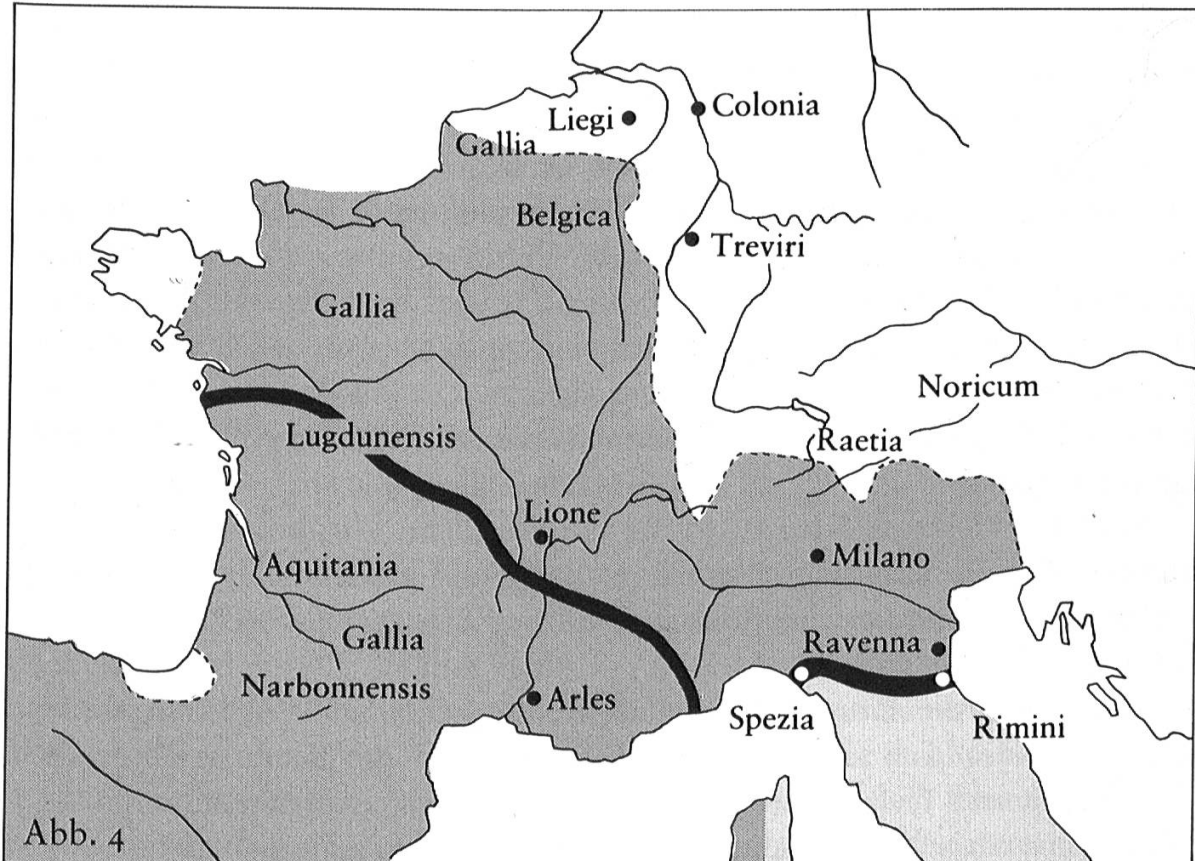 Liegi
Colonia
Gallia
Belgica
Treviri
Gallia
Noricum
Lugdunensis
Raetia
Lione
Aquitania
Milano
Gallia
Ravenna
Narbonnensis
Arles
Spezia
Rimini
Abb. 4